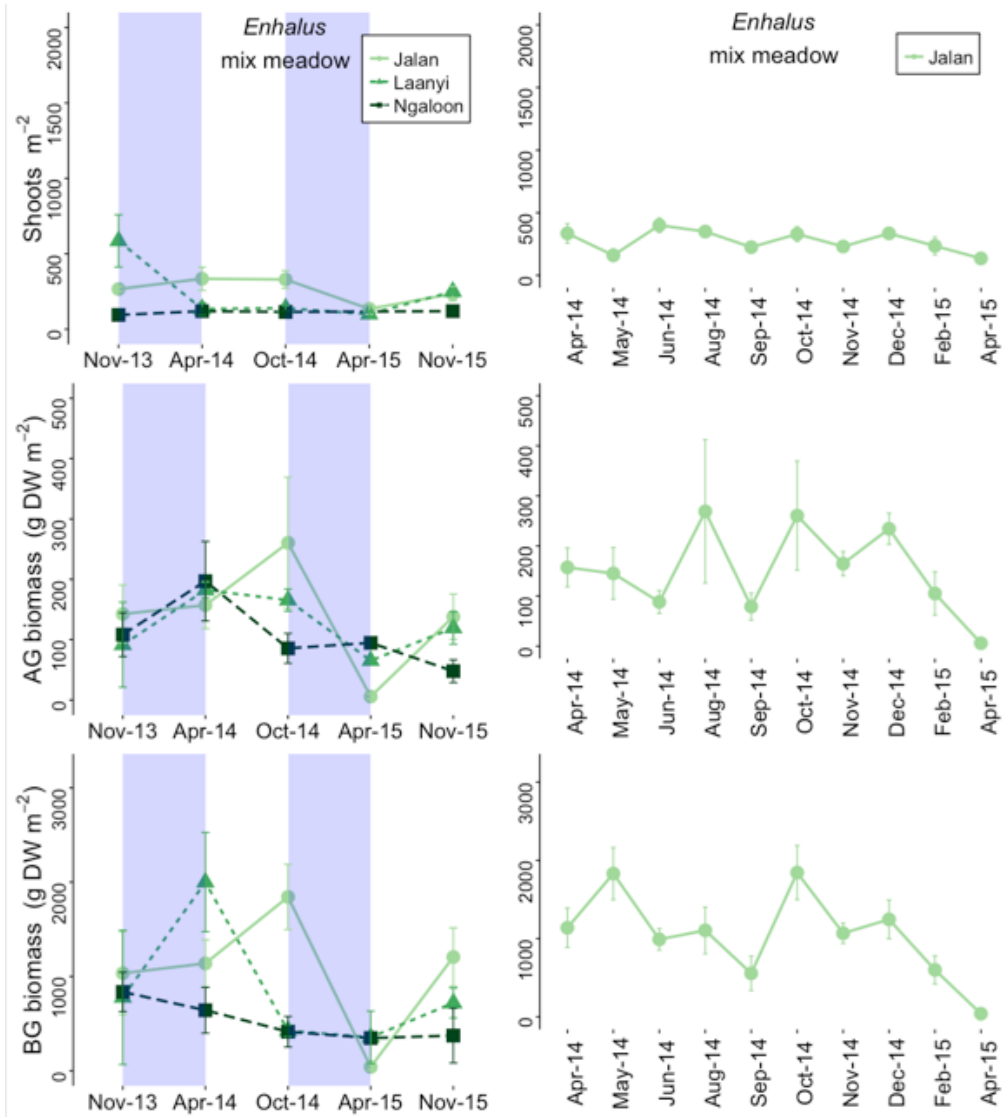 Enhalus
mix meadow
Jalan
Laanyi
Ngaloon
Shoots m⁻²
2000
1500
1000
500
0
Nov-13 Apr-14 Oct-14 Apr-15 Nov-15
Enhalus
mix meadow
Jalan
2000
1500
1000
500
0
Apr-14 May-14 Jun-14 Aug-14 Sep-14 Oct-14 Nov-14 Dec-14 Feb-15 Apr-15
AG biomass (g DW m⁻²)
500
400
300
200
100
0
Nov-13 Apr-14 Oct-14 Apr-15 Nov-15
500
400
300
200
100
0
Apr-14 May-14 Jun-14 Aug-14 Sep-14 Oct-14 Nov-14 Dec-14 Feb-15 Apr-15
BG biomass (g DW m⁻²)
3000
2000
1000
0
Nov-13 Apr-14 Oct-14 Apr-15 Nov-15
3000
2000
1000
0
Apr-14 May-14 Jun-14 Aug-14 Sep-14 Oct-14 Nov-14 Dec-14 Feb-15 Apr-15